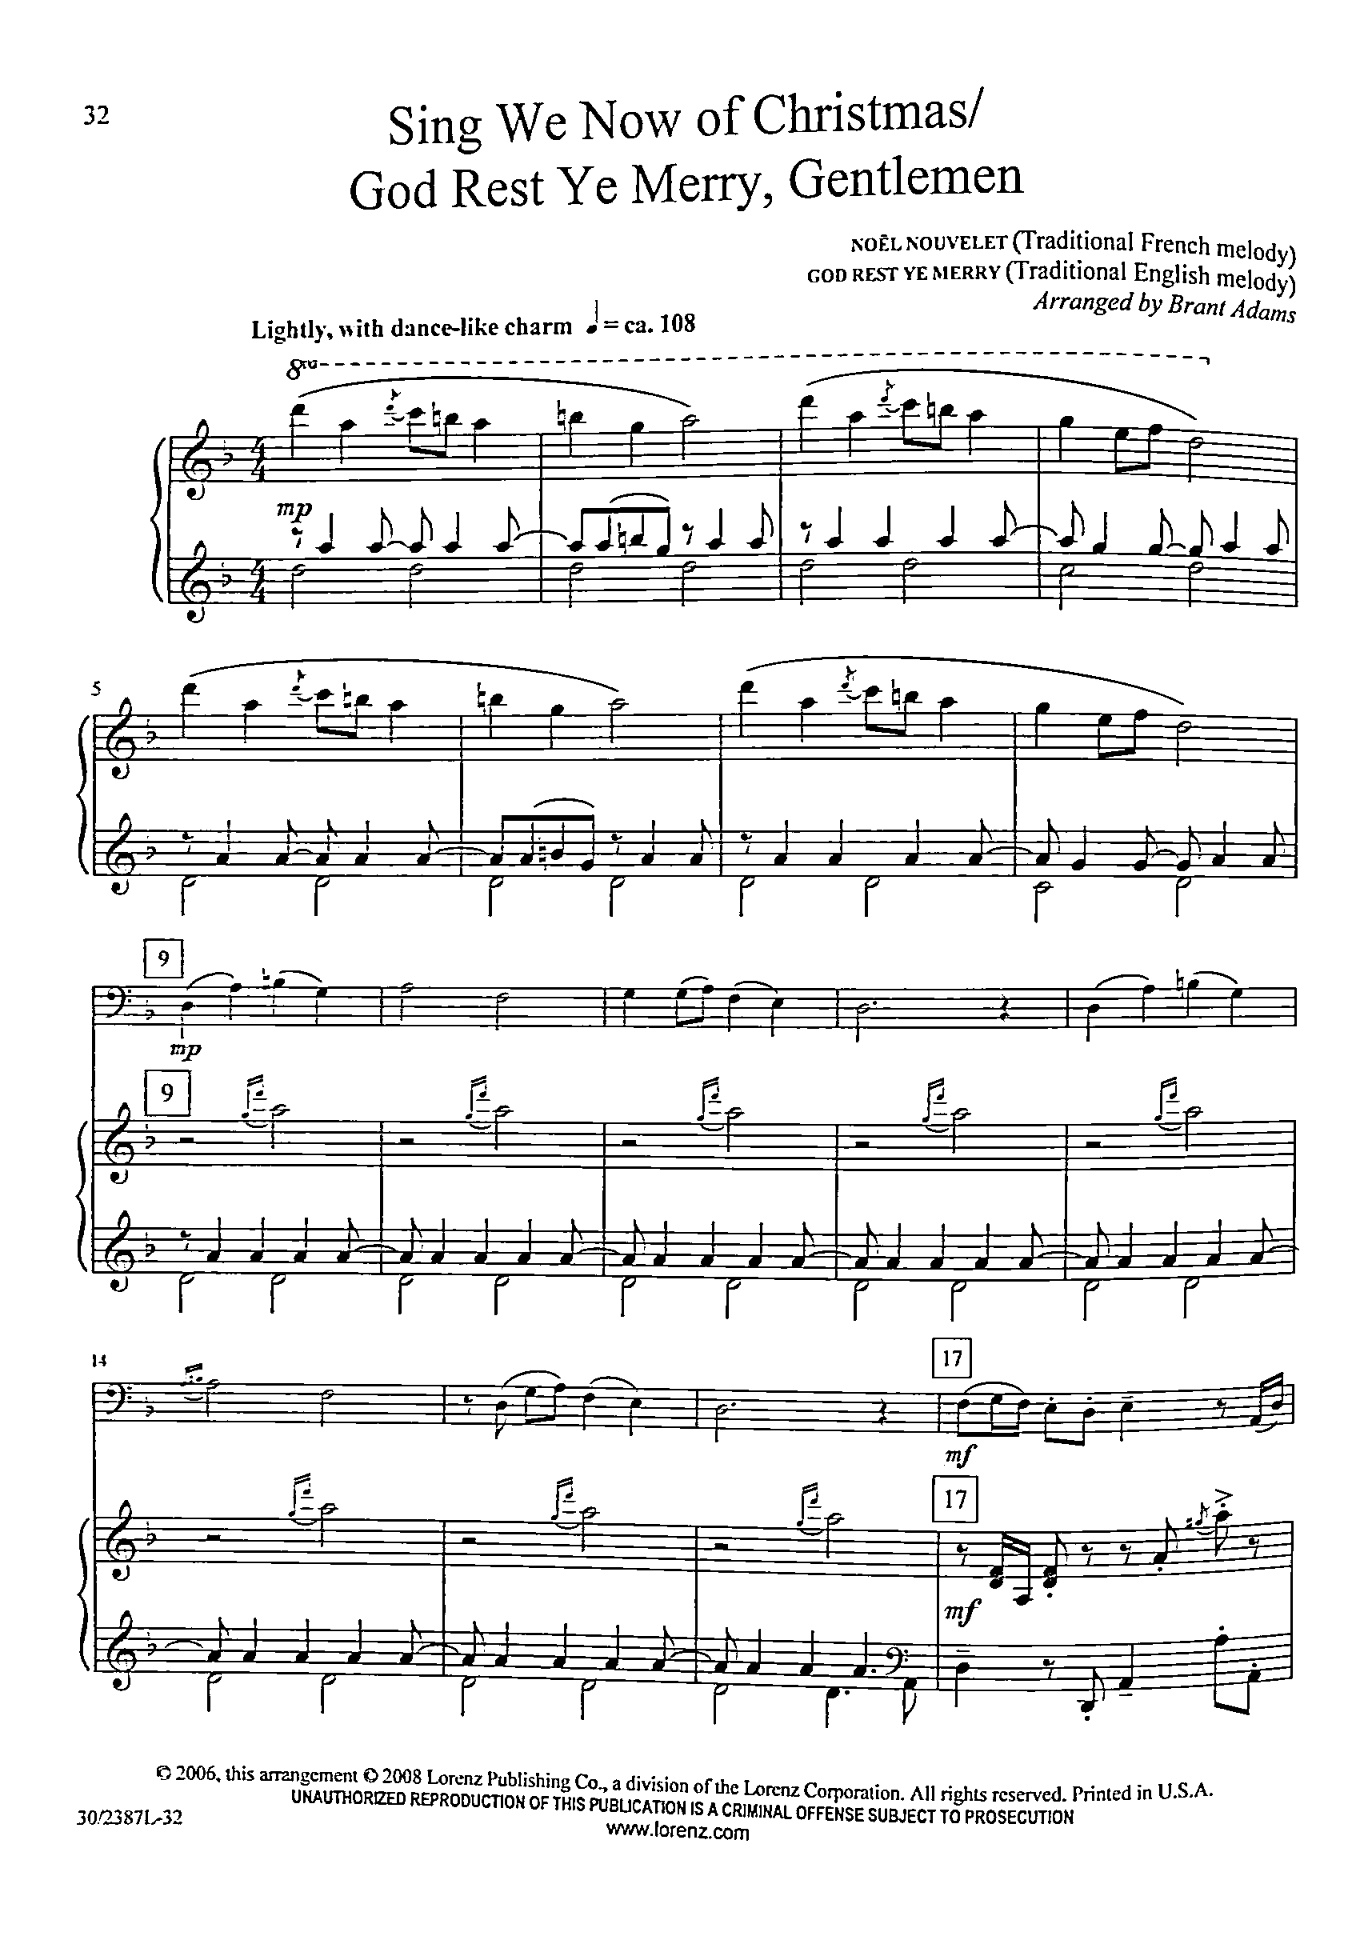 32
Sing We Now of Christmas/
God Rest Ye Merry, Gentlemen
NOËL NOUVELET (Traditional French melody)
GOD REST YE MERRY (Traditional English melody)
Arranged by Brant Adams
Lightly, with dance-like charm ♩ = ca. 108
8va
mp
5
9
mp
9
14
17
mf
17
mf
© 2006, this arrangement © 2008 Lorenz Publishing Co., a division of the Lorenz Corporation. All rights reserved. Printed in U.S.A.
UNAUTHORIZED REPRODUCTION OF THIS PUBLICATION IS A CRIMINAL OFFENSE SUBJECT TO PROSECUTION
30/2387L-32
www.lorenz.com